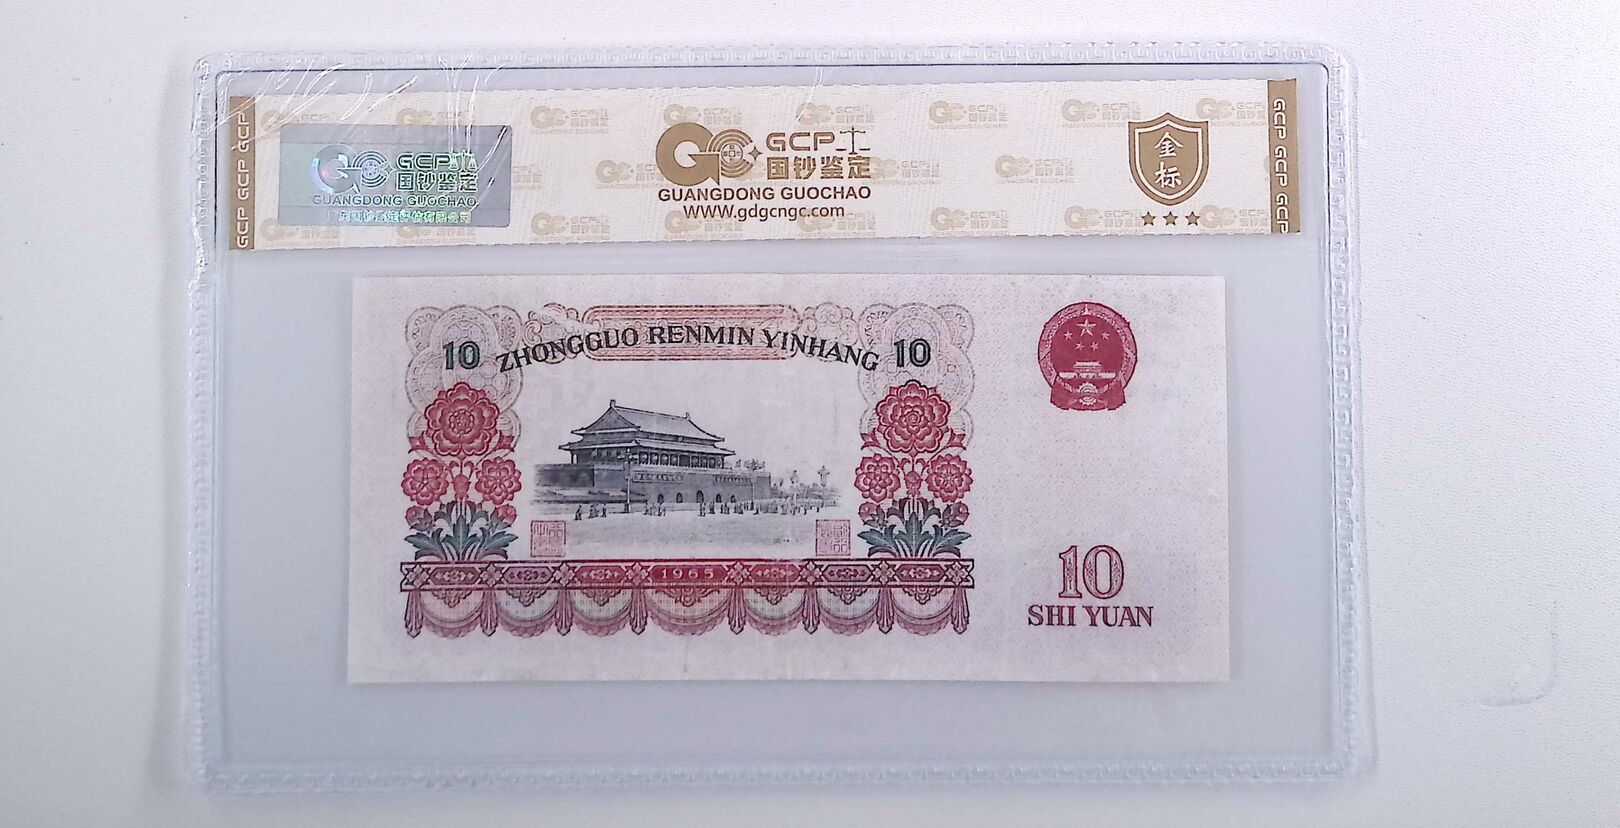 GCP GCP GCP
GCP
国钞鉴定
GUANGDONG GUOCHAO
GCP
国钞鉴定
GUANGDONG GUOCHAO
WWW.gdgcngc.com
金
标
GCP GCP GCP
ZHONGGUO RENMIN YINHANG
10
10
1965
10
SHI YUAN